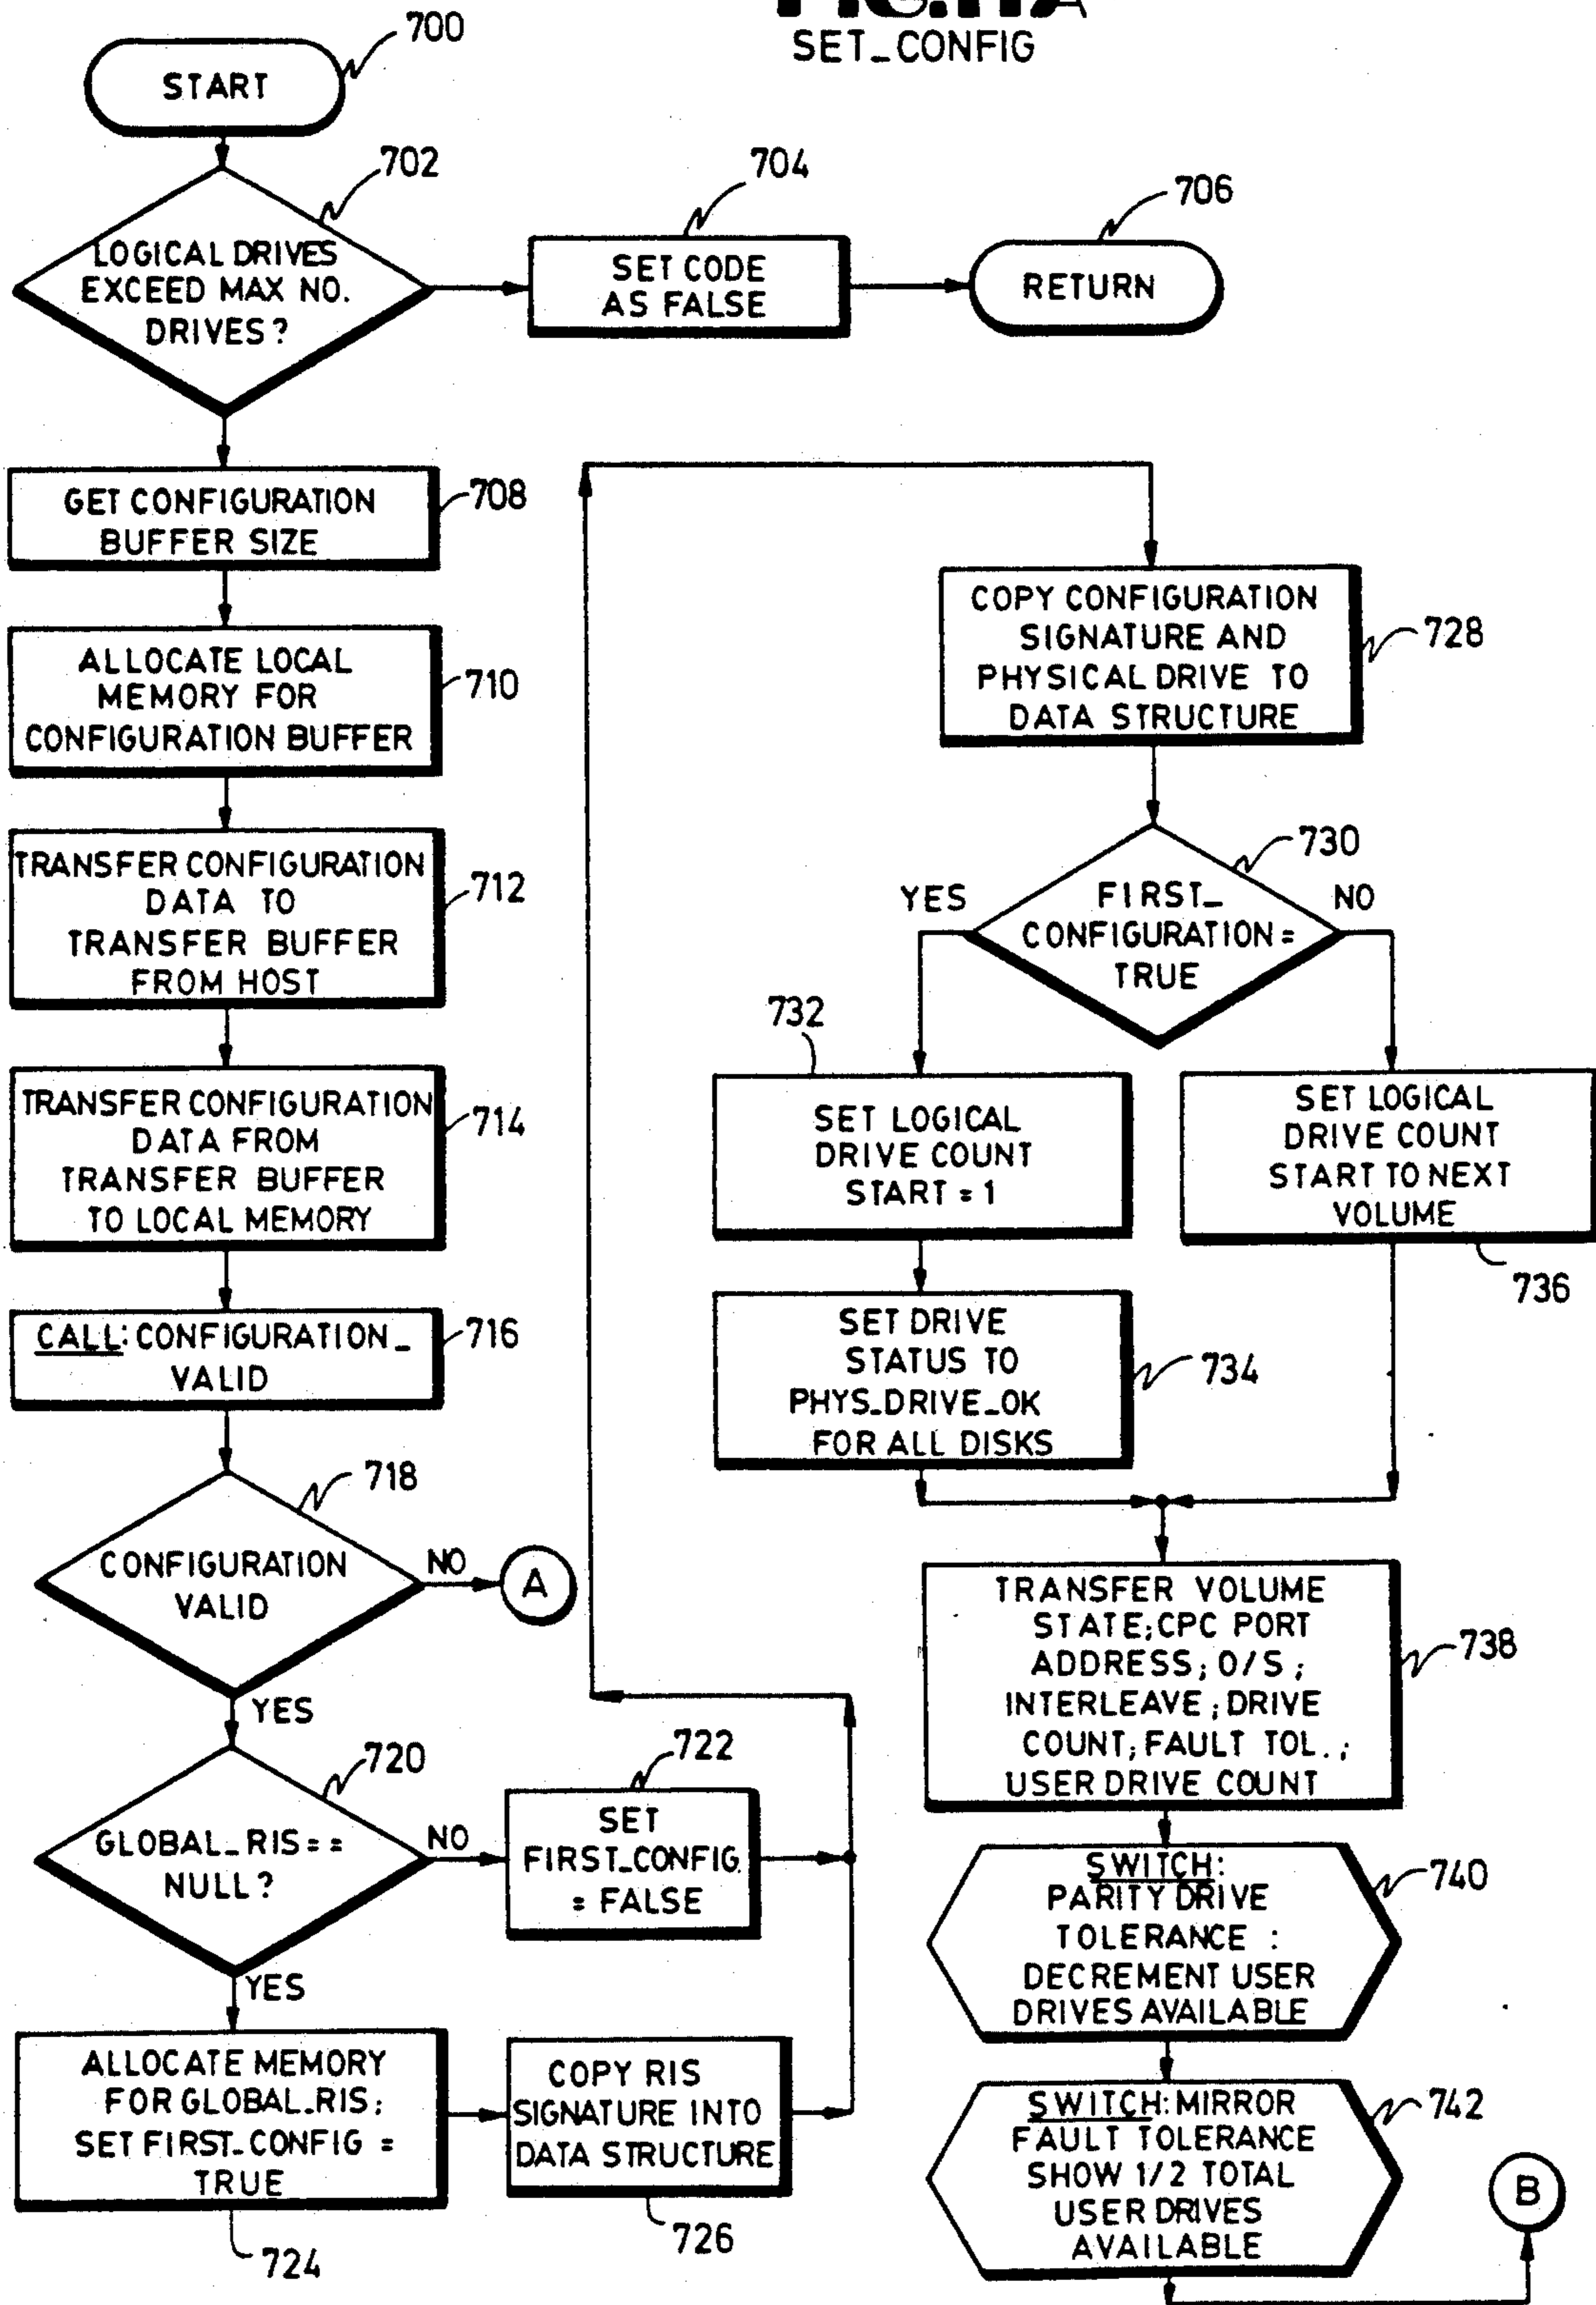 FIG. 11A
SET_CONFIG
700
START
702
LOGICAL DRIVES
EXCEED MAX NO.
DRIVES?
704
SET CODE
AS FALSE
706
RETURN
GET CONFIGURATION
BUFFER SIZE
708
ALLOCATE LOCAL
MEMORY FOR
CONFIGURATION BUFFER
710
TRANSFER CONFIGURATION
DATA TO
TRANSFER BUFFER
FROM HOST
712
TRANSFER CONFIGURATION
DATA FROM
TRANSFER BUFFER
TO LOCAL MEMORY
714
CALL: CONFIGURATION_
VALID
716
718
CONFIGURATION
VALID
NO
A
YES
720
GLOBAL_RIS==
NULL?
NO
722
SET
FIRST_CONFIG.
= FALSE
YES
ALLOCATE MEMORY
FOR GLOBAL_RIS;
SET FIRST_CONFIG =
TRUE
724
COPY RIS
SIGNATURE INTO
DATA STRUCTURE
726
COPY CONFIGURATION
SIGNATURE AND
PHYSICAL DRIVE TO
DATA STRUCTURE
728
730
YES
FIRST_
CONFIGURATION =
TRUE
NO
732
SET LOGICAL
DRIVE COUNT
START = 1
SET DRIVE
STATUS TO
PHYS_DRIVE_OK
FOR ALL DISKS
734
SET LOGICAL
DRIVE COUNT
START TO NEXT
VOLUME
736
TRANSFER VOLUME
STATE; CPC PORT
ADDRESS; O/S;
INTERLEAVE; DRIVE
COUNT; FAULT TOL.;
USER DRIVE COUNT
738
SWITCH:
PARITY DRIVE
TOLERANCE :
DECREMENT USER
DRIVES AVAILABLE
740
SWITCH: MIRROR
FAULT TOLERANCE
SHOW 1/2 TOTAL
USER DRIVES
AVAILABLE
742
B